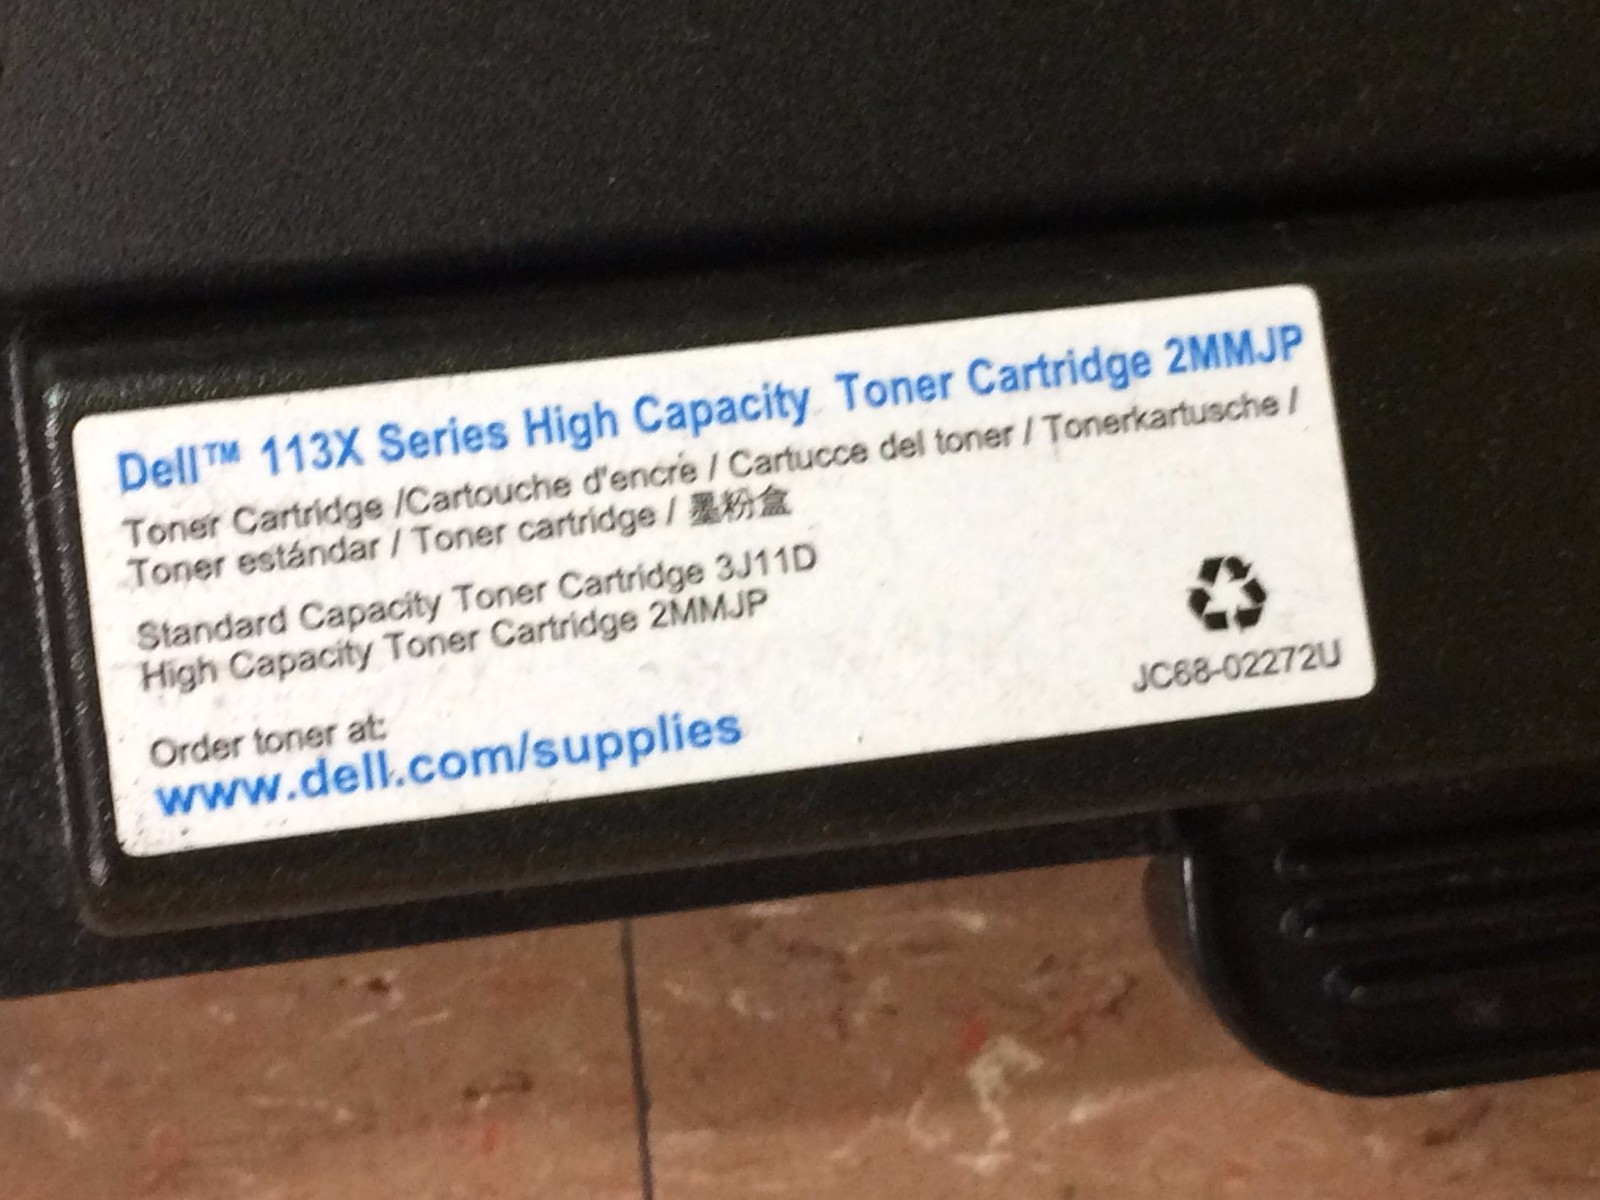 Dell™ 113X Series High Capacity Toner Cartridge 2MMJP
Toner Cartridge /Cartouche d'encre / Cartucce del toner / Tonerkartusche /
Toner estándar / Toner cartridge / 墨粉盒
Standard Capacity Toner Cartridge 3J11D
High Capacity Toner Cartridge 2MMJP
JC68-02272U
Order toner at:
www.dell.com/supplies